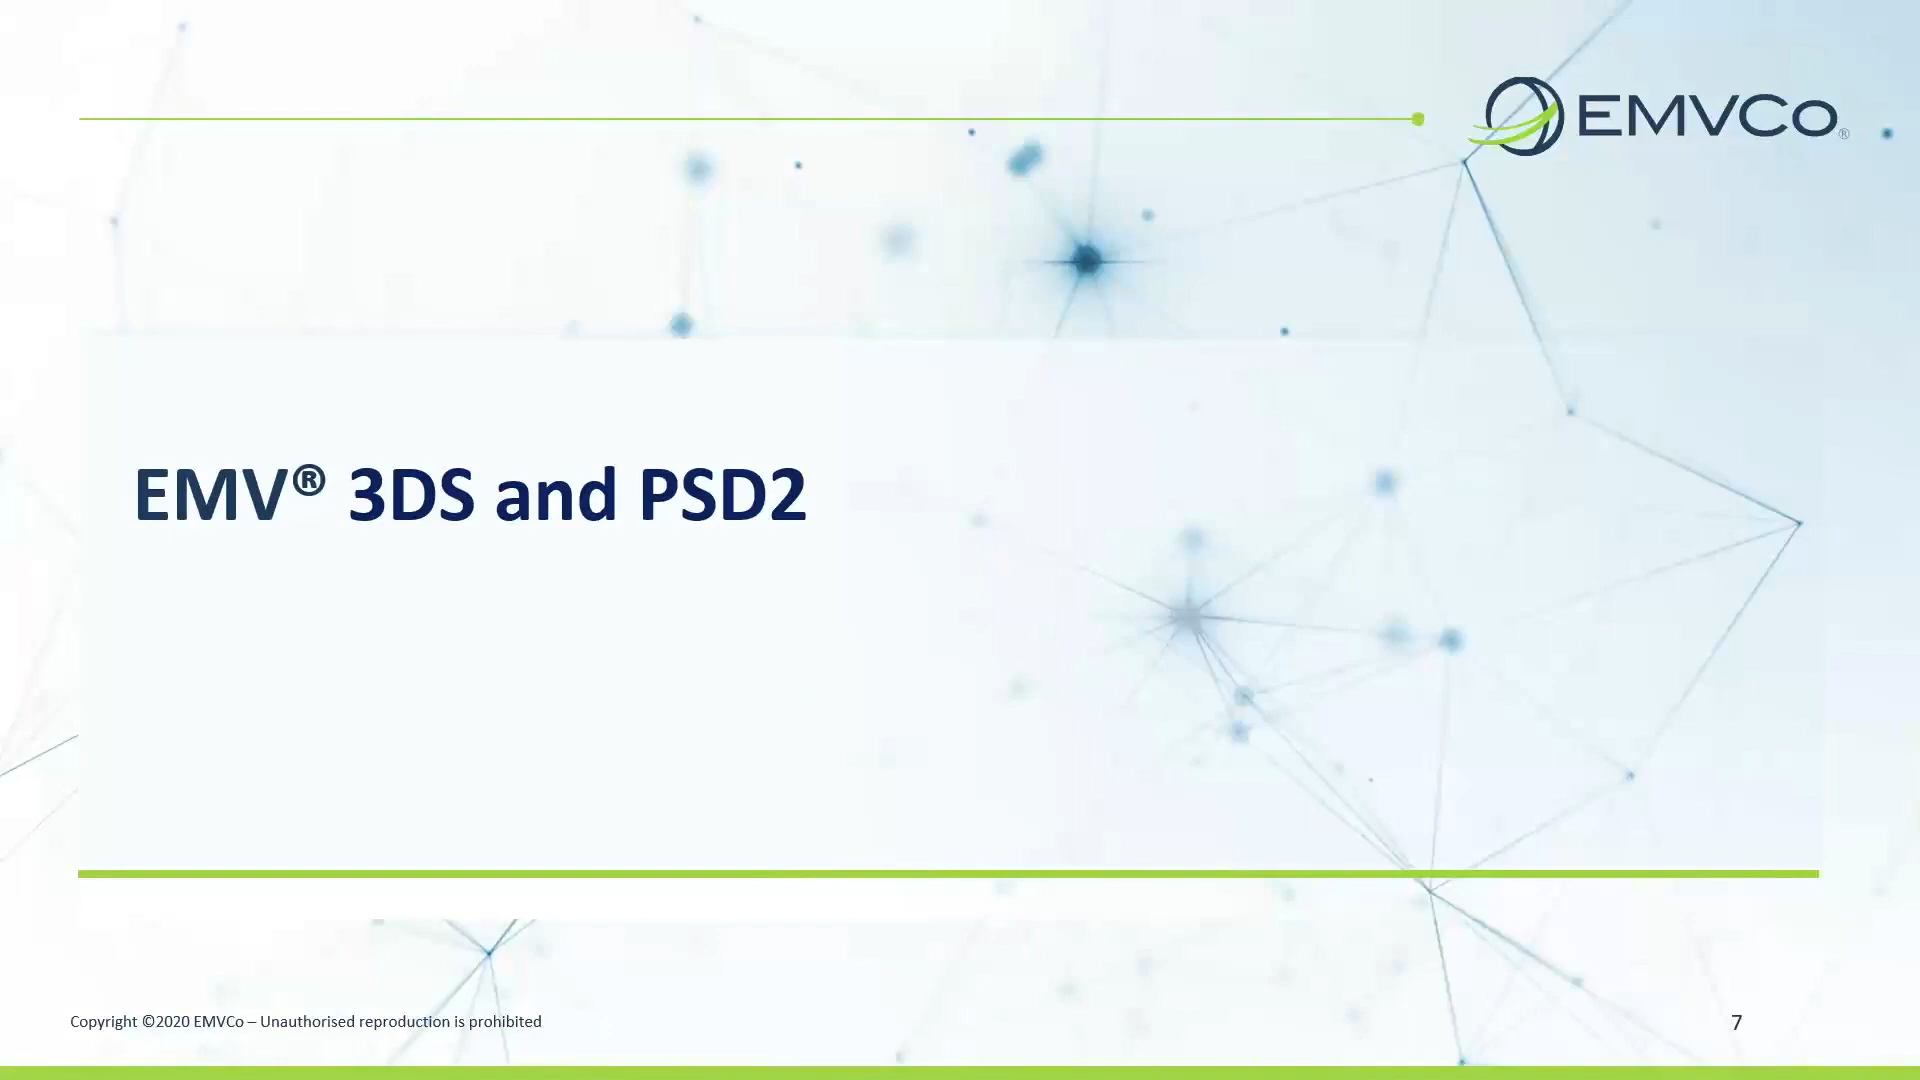 EMVCo®
EMV® 3DS and PSD2
Copyright ©2020 EMVCo – Unauthorised reproduction is prohibited
7